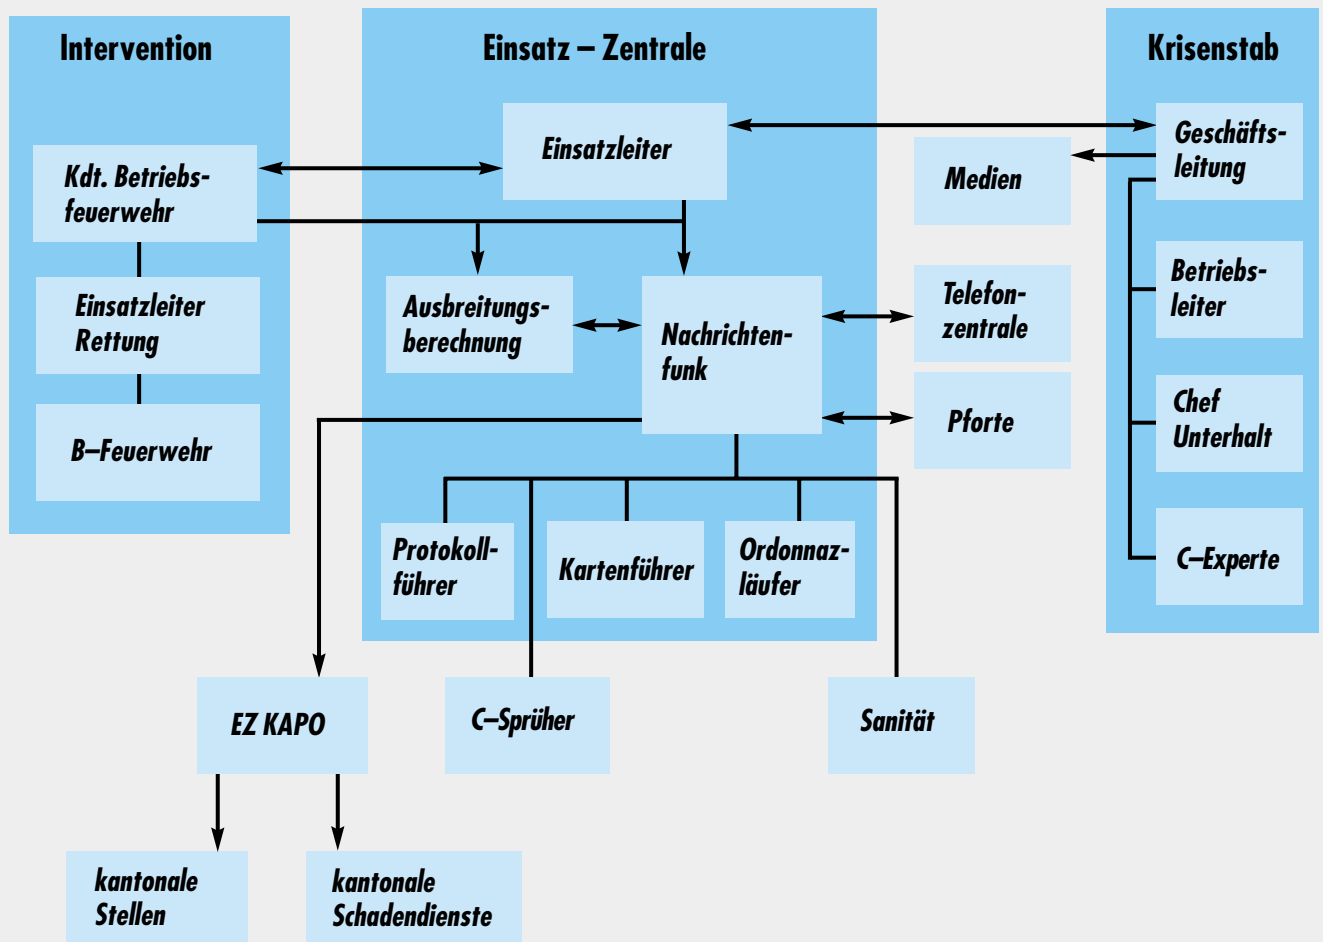 Intervention
Kdt. Betriebs-
feuerwehr
Einsatzleiter
Rettung
B–Feuerwehr
Einsatz – Zentrale
Einsatzleiter
Ausbreitungs-
berechnung
Nachrichten-
funk
Protokoll-
führer
Kartenführer
Ordonnaz-
läufer
Medien
Telefon-
zentrale
Pforte
Krisenstab
Geschäfts-
leitung
Betriebs-
leiter
Chef
Unterhalt
C–Experte
EZ KAPO
C–Sprüher
Sanität
kantonale
Stellen
kantonale
Schadendienste